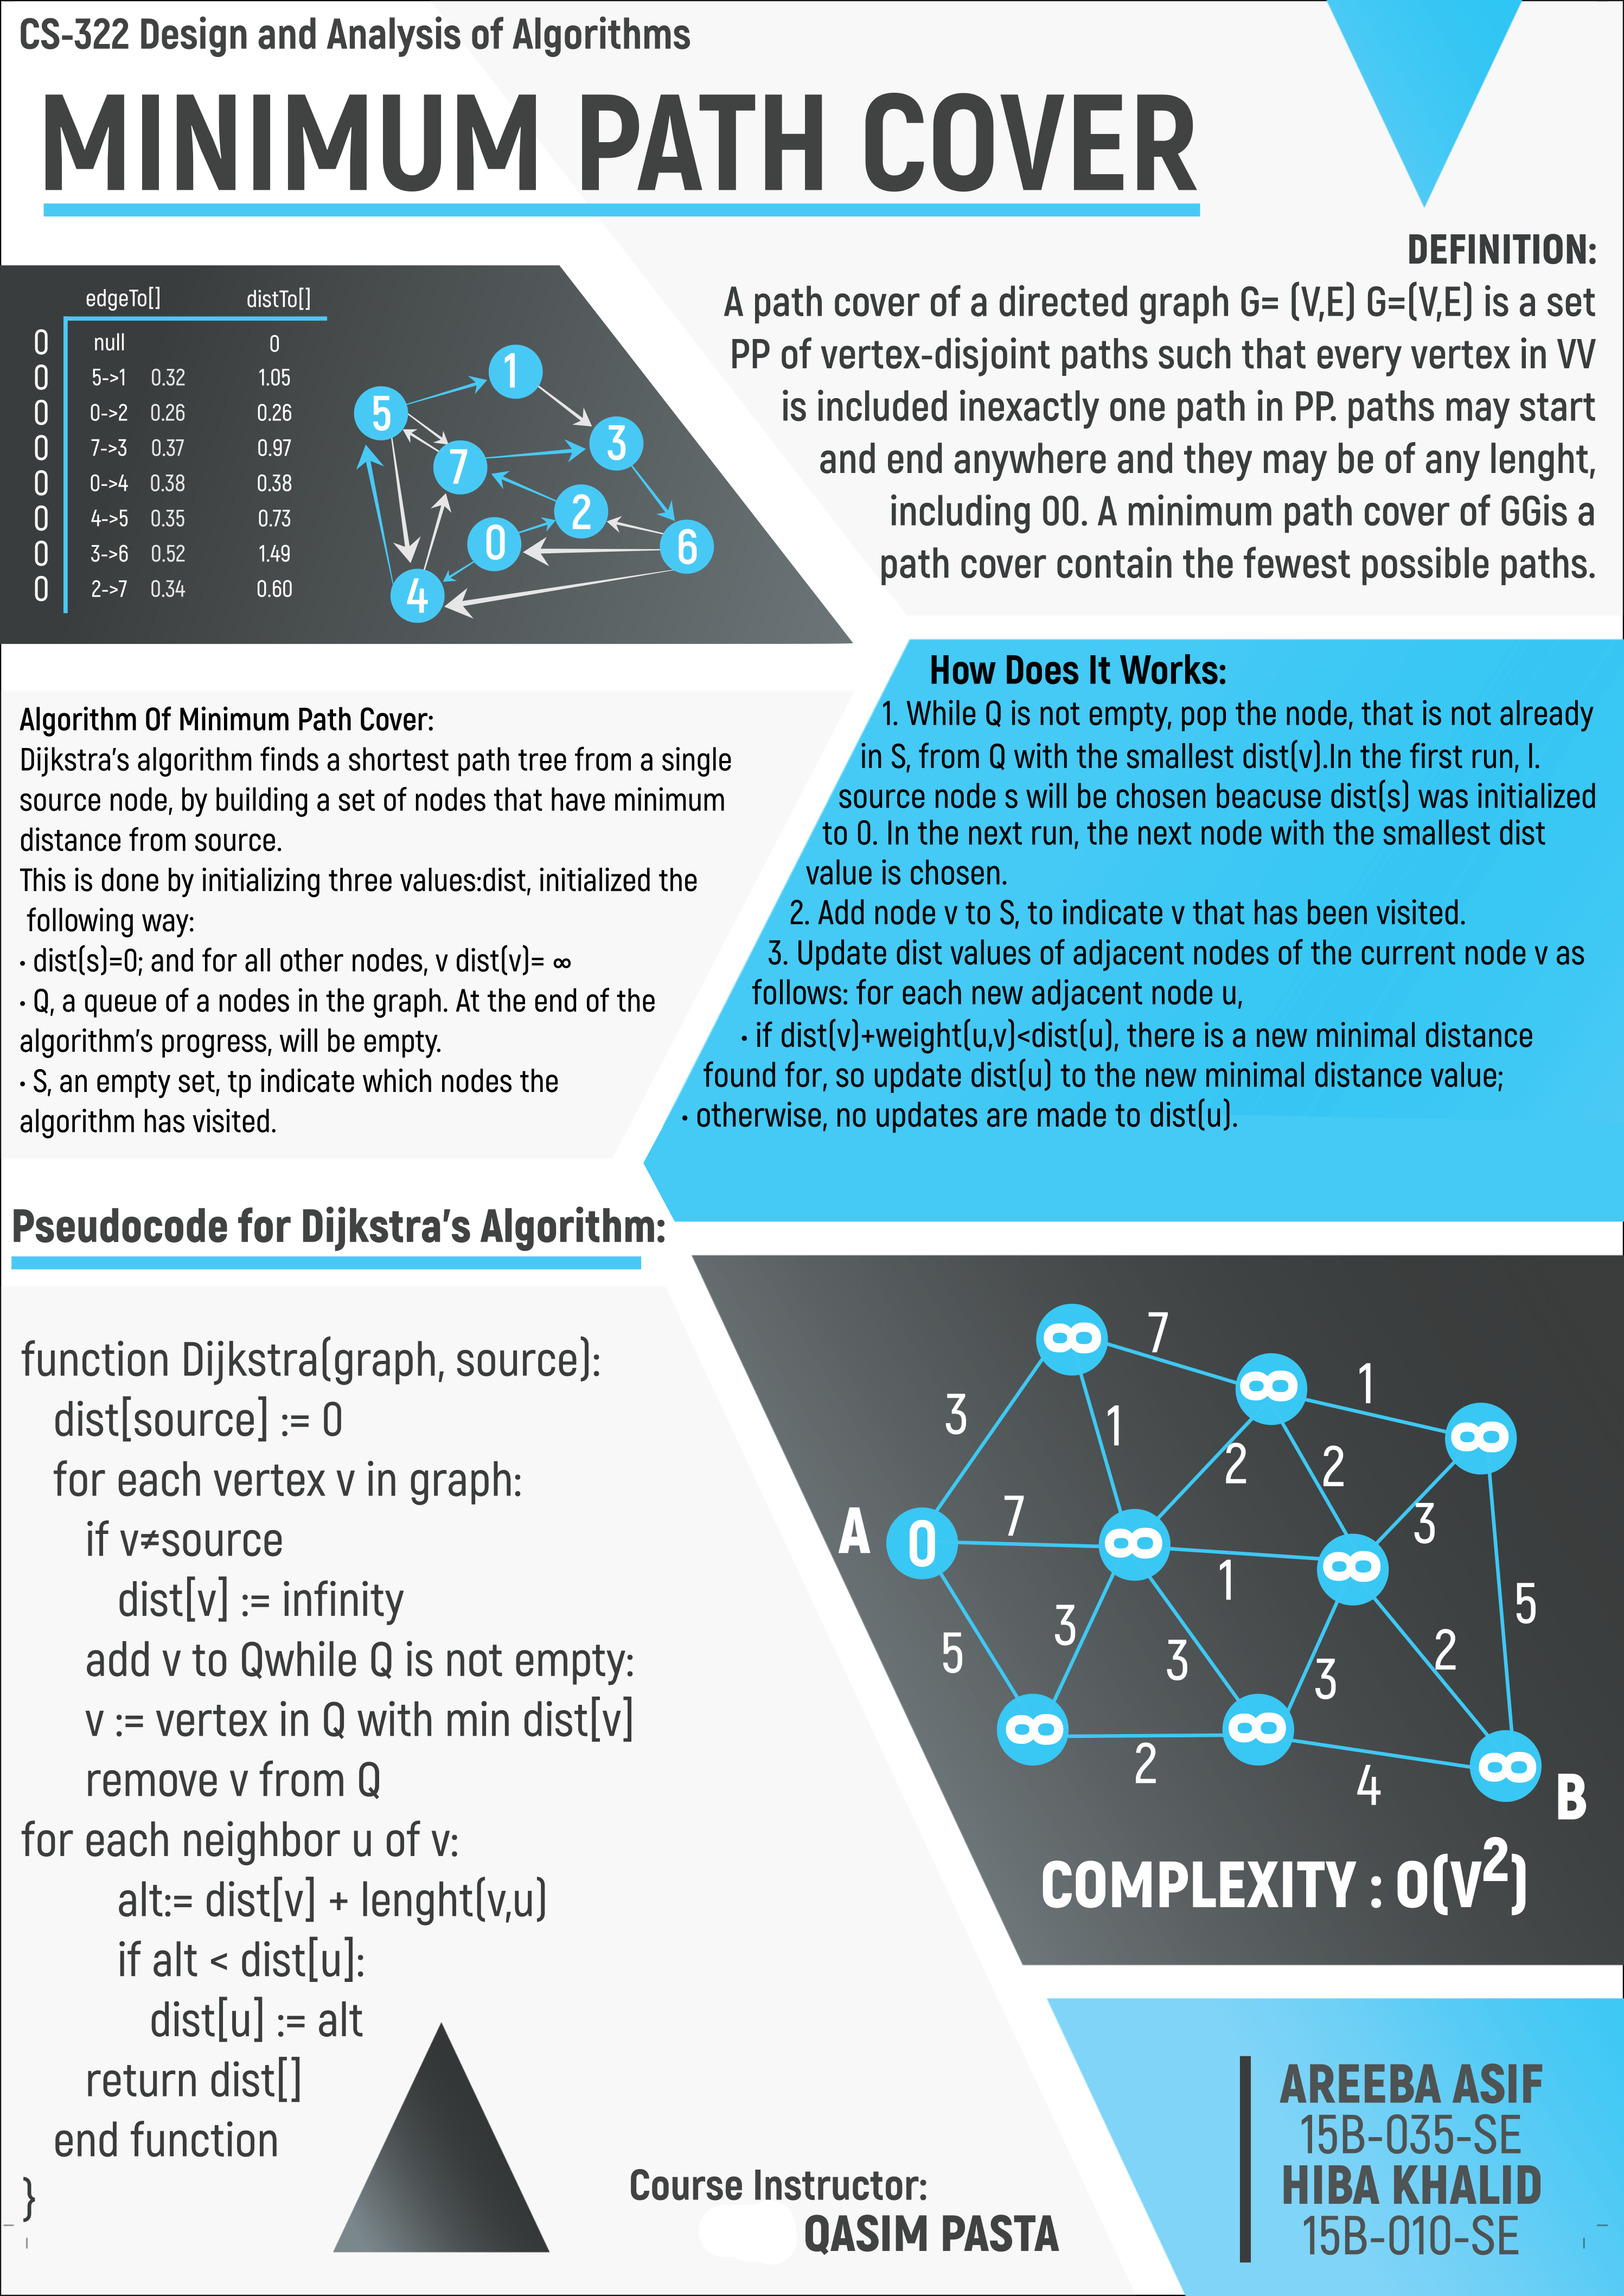 CS-322 Design and Analysis of Algorithms
MINIMUM PATH COVER
edgeTo[] distTo[]
0 null 0
0 5->1 0.32 1.05
0 0->2 0.26 0.26
0 7->3 0.37 0.97
0 0->4 0.38 0.38
0 4->5 0.35 0.73
0 3->6 0.52 1.49
0 2->7 0.34 0.60
1
5
3
7
2
0
6
4
DEFINITION:
A path cover of a directed graph G= (V,E) G=(V,E) is a set
PP of vertex-disjoint paths such that every vertex in VV
is included inexactly one path in PP. paths may start
and end anywhere and they may be of any lenght,
including 00. A minimum path cover of GGis a
path cover contain the fewest possible paths.
Algorithm Of Minimum Path Cover:
Dijkstra's algorithm finds a shortest path tree from a single
source node, by building a set of nodes that have minimum
distance from source.
This is done by initializing three values:dist, initialized the
following way:
· dist(s)=0; and for all other nodes, v dist(v)= ∞
· Q, a queue of a nodes in the graph. At the end of the
algorithm's progress, will be empty.
· S, an empty set, tp indicate which nodes the
algorithm has visited.
How Does It Works:
1. While Q is not empty, pop the node, that is not already
in S, from Q with the smallest dist(v).In the first run, l.
source node s will be chosen beacuse dist(s) was initialized
to 0. In the next run, the next node with the smallest dist
value is chosen.
2. Add node v to S, to indicate v that has been visited.
3. Update dist values of adjacent nodes of the current node v as
follows: for each new adjacent node u,
· if dist(v)+weight(u,v)<dist(u), there is a new minimal distance
found for, so update dist(u) to the new minimal distance value;
· otherwise, no updates are made to dist(u).
Pseudocode for Dijkstra's Algorithm:
function Dijkstra(graph, source):
dist[source] := 0
for each vertex v in graph:
if v≠source
dist[v] := infinity
add v to Qwhile Q is not empty:
v := vertex in Q with min dist[v]
remove v from Q
for each neighbor u of v:
alt:= dist[v] + lenght(v,u)
if alt < dist[u]:
dist[u] := alt
return dist[]
end function
}
∞ 7
∞ 1
3 1
∞
2 2
3
A 0 7 ∞
1 ∞
5
3 3 2
5 3
∞ 2 ∞
4 ∞ B
COMPLEXITY : O(V²)
Course Instructor:
QASIM PASTA
AREEBA ASIF
15B-035-SE
HIBA KHALID
15B-010-SE